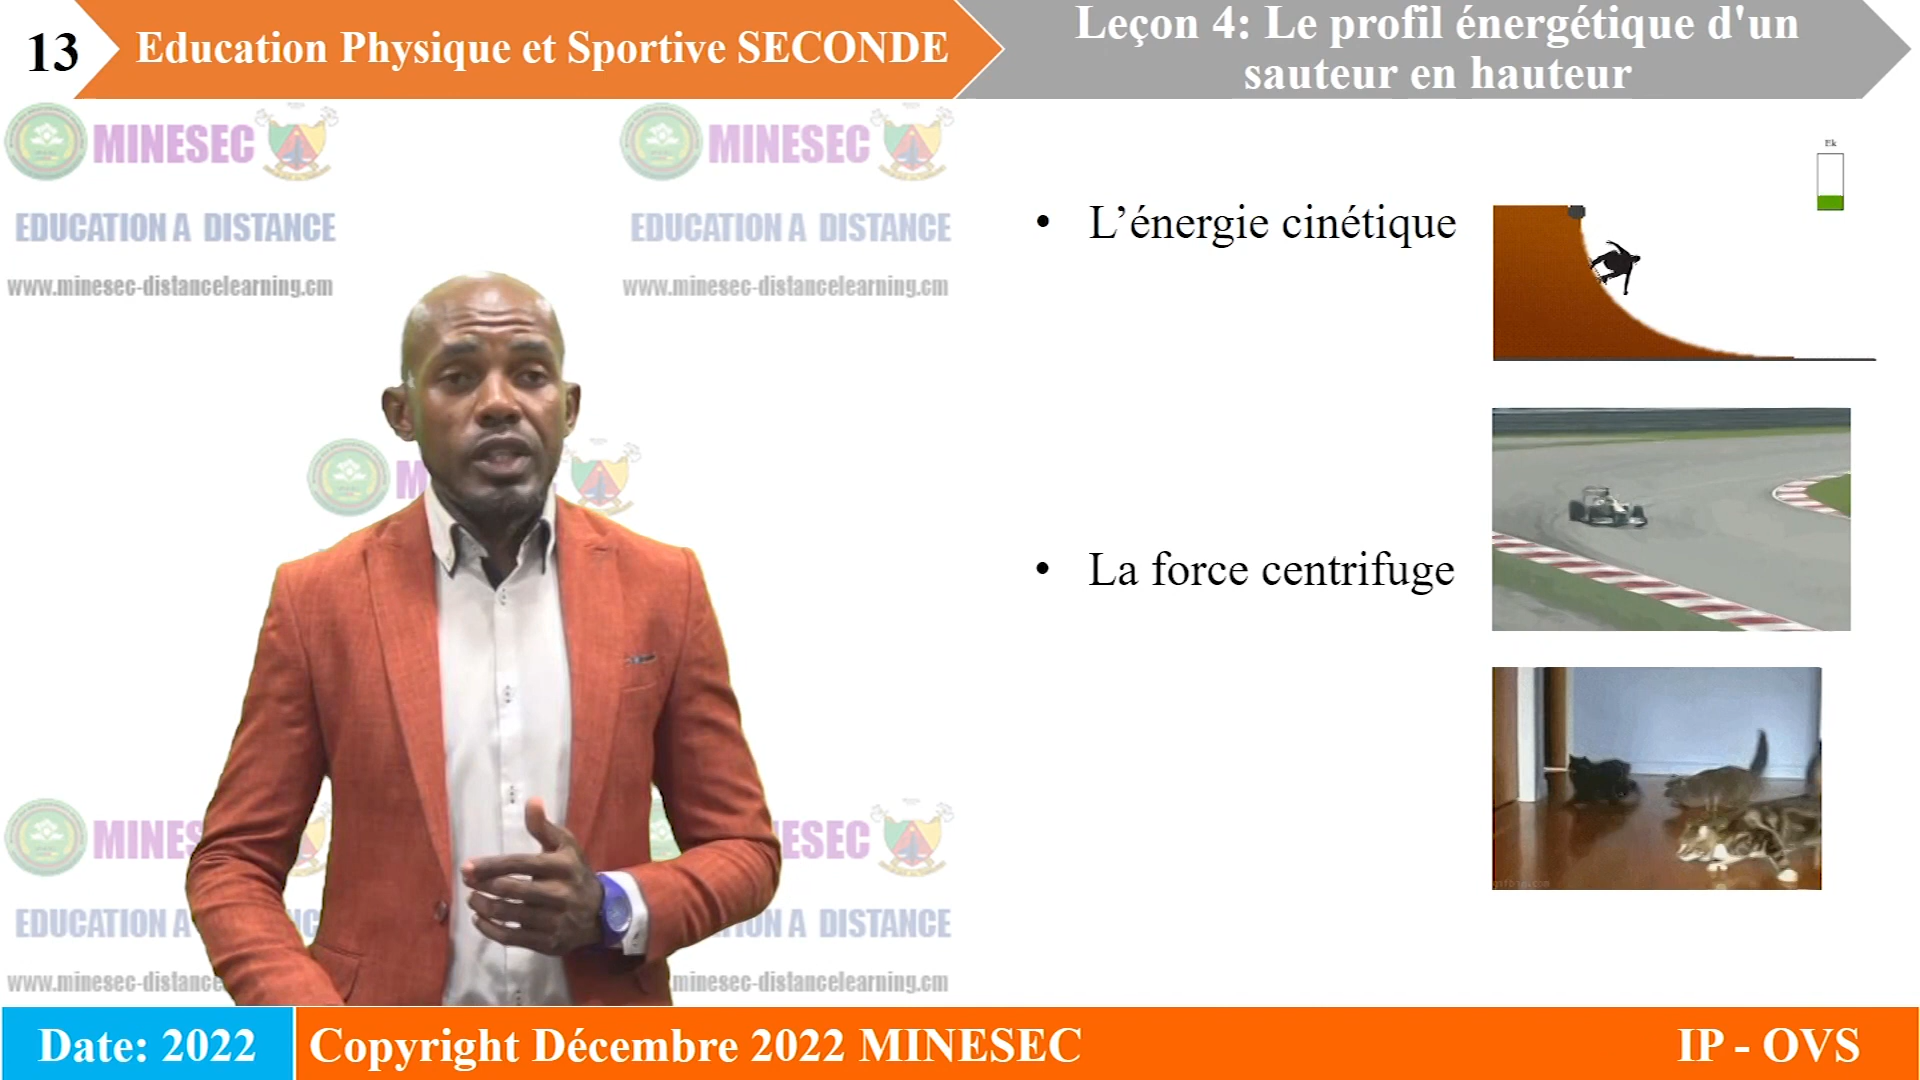 13
Education Physique et Sportive SECONDE
Leçon 4: Le profil énergétique d'un
sauteur en hauteur
MINESEC
EDUCATION A DISTANCE
www.minesec-distancelearning.cm
MINESEC
EDUCATION A DISTANCE
www.minesec-distancelearning.cm
Ek
• L’énergie cinétique
M
• La force centrifuge
MINES
ESEC
EDUCATION A
ION A DISTANCE
www.minesec-distance
minesec-distancelearning.cm
Date: 2022
Copyright Décembre 2022 MINESEC
IP - OVS